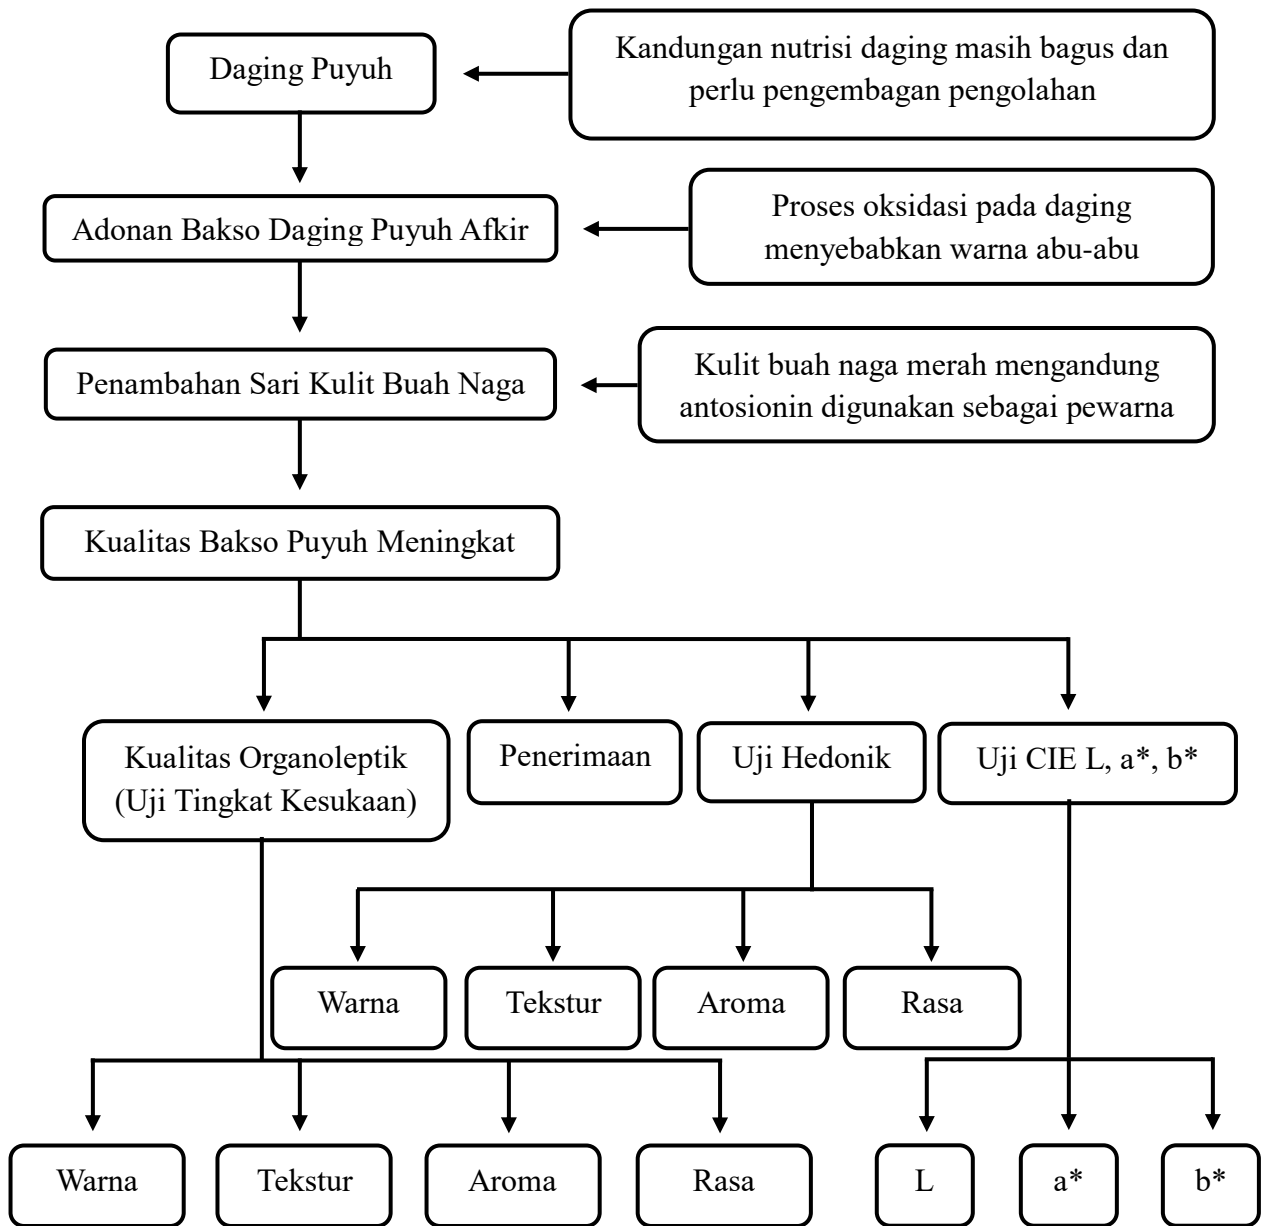 Daging Puyuh
Kandungan nutrisi daging masih bagus dan
perlu pengembagan pengolahan
Adonan Bakso Daging Puyuh Afkir
Proses oksidasi pada daging
menyebabkan warna abu-abu
Penambahan Sari Kulit Buah Naga
Kulit buah naga merah mengandung
antosionin digunakan sebagai pewarna
Kualitas Bakso Puyuh Meningkat
Kualitas Organoleptik
(Uji Tingkat Kesukaan)
Penerimaan
Uji Hedonik
Uji CIE L, a*, b*
Warna
Tekstur
Aroma
Rasa
Warna
Tekstur
Aroma
Rasa
L
a*
b*